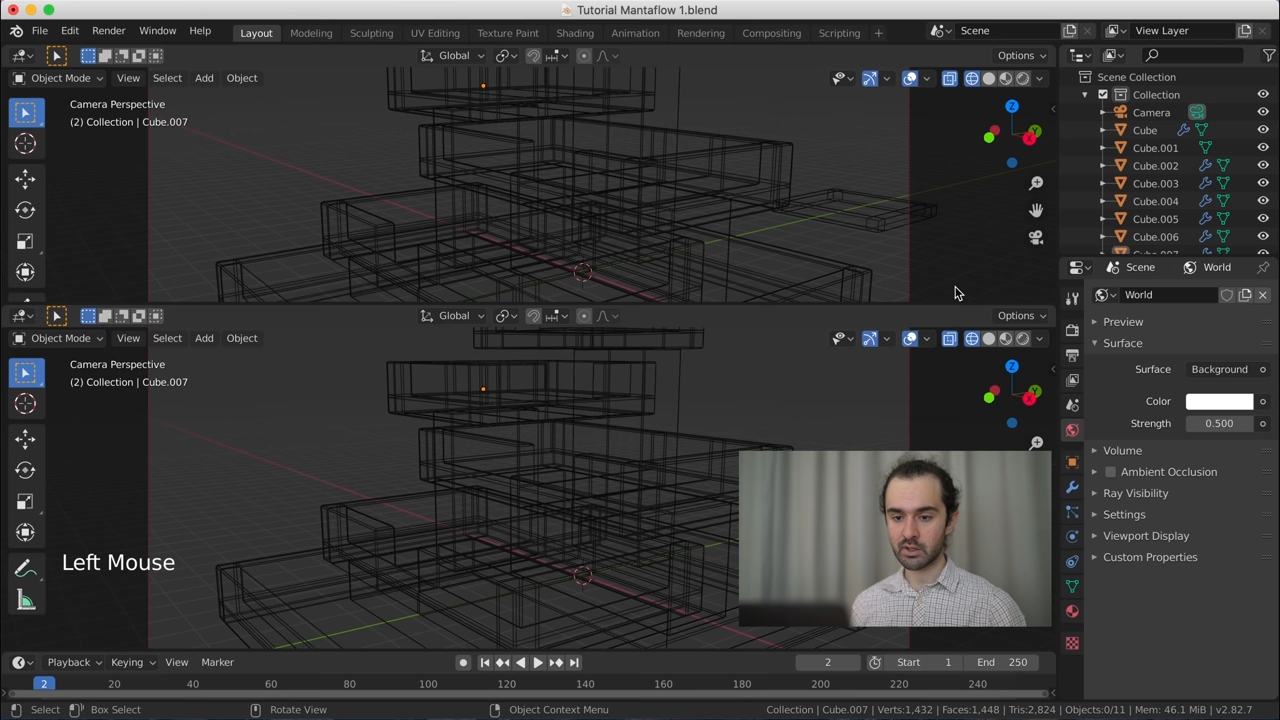 Tutorial Mantaflow 1.blend
File Edit Render Window Help Layout Modeling Sculpting UV Editing Texture Paint Shading Animation Rendering Compositing Scripting + Scene View Layer
Global Options
Object Mode View Select Add Object
Camera Perspective
(2) Collection | Cube.007
Z
Y
X
Scene Collection
Collection
Camera
Cube
Cube.001
Cube.002
Cube.003
Cube.004
Cube.005
Cube.006
Scene World
World
Preview
Surface
Surface Background
Color
Strength 0.500
Volume
Ambient Occlusion
Ray Visibility
Settings
Viewport Display
Custom Properties
Global Options
Object Mode View Select Add Object
Camera Perspective
(2) Collection | Cube.007
Z
Y
X
Left Mouse
Playback Keying View Marker 2 Start 1 End 250
2 20 40 60 80 100 120 140 160 180 200 220 240
Select Box Select Rotate View Object Context Menu Collection | Cube.007 | Verts:1,432 | Faces:1,448 | Tris:2,824 | Objects:0/11 | Mem: 46.1 MiB | v2.82.7